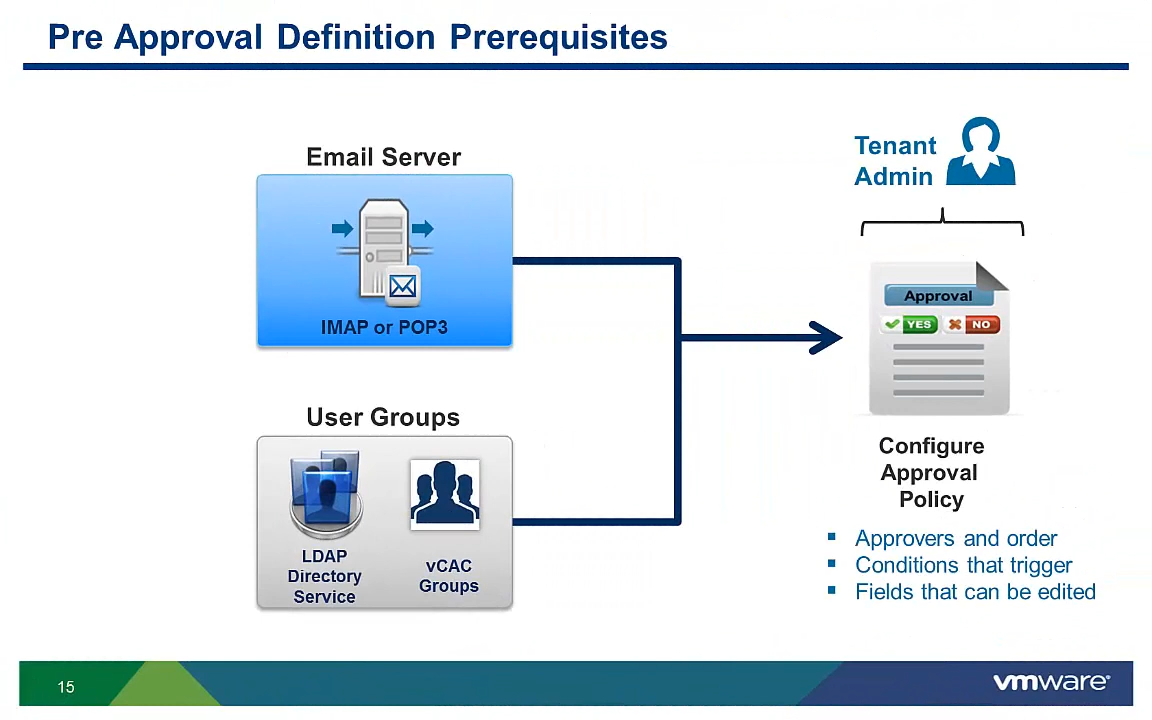 Pre Approval Definition Prerequisites
Email Server
IMAP or POP3
User Groups
LDAP
Directory
Service
vCAC
Groups
Tenant
Admin
Approval
YES
NO
Configure
Approval
Policy
▪ Approvers and order
▪ Conditions that trigger
▪ Fields that can be edited
15
vmware®